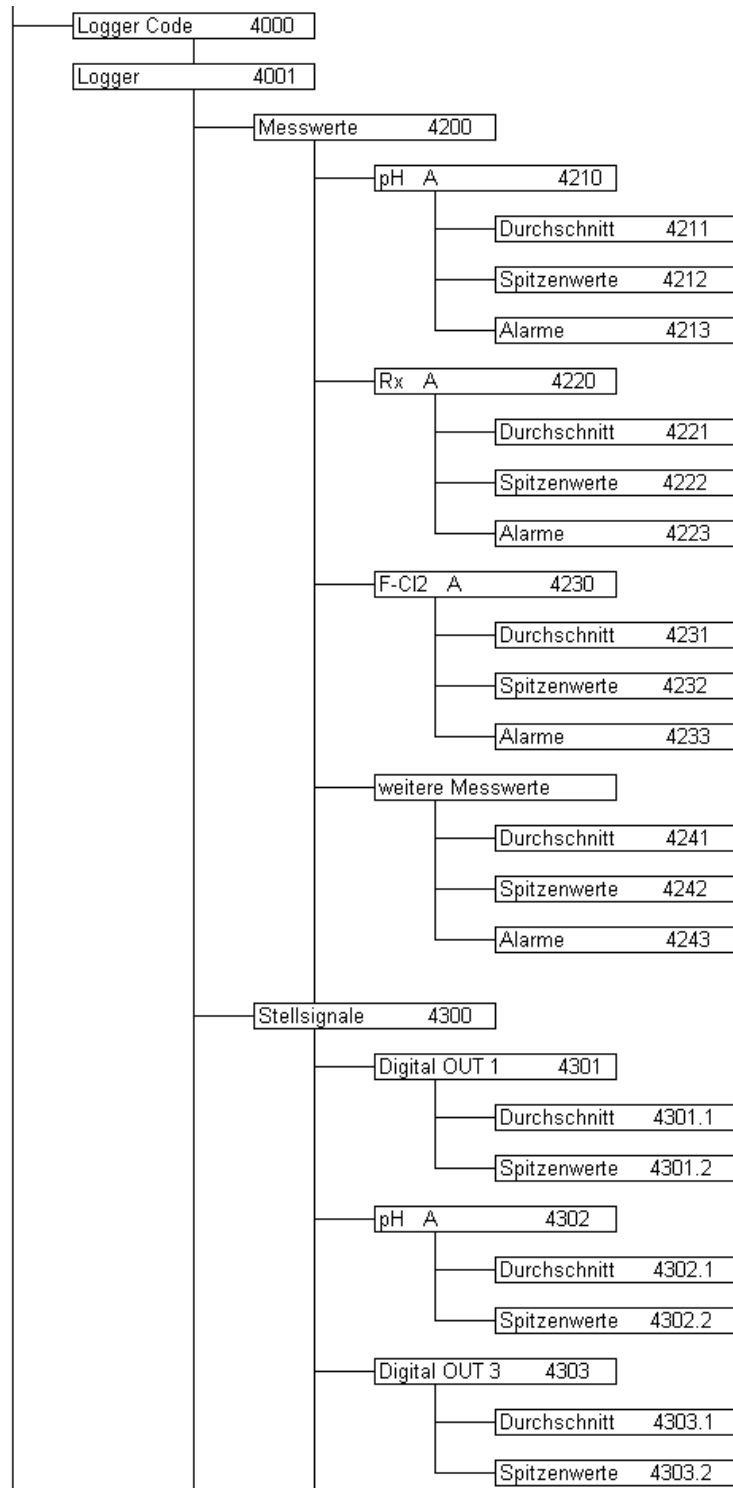 Logger Code 4000
Logger 4001
Messwerte 4200
pH A 4210
Durchschnitt 4211
Spitzenwerte 4212
Alarme 4213
Rx A 4220
Durchschnitt 4221
Spitzenwerte 4222
Alarme 4223
F-Cl2 A 4230
Durchschnitt 4231
Spitzenwerte 4232
Alarme 4233
weitere Messwerte
Durchschnitt 4241
Spitzenwerte 4242
Alarme 4243
Stellsignale 4300
Digital OUT 1 4301
Durchschnitt 4301.1
Spitzenwerte 4301.2
pH A 4302
Durchschnitt 4302.1
Spitzenwerte 4302.2
Digital OUT 3 4303
Durchschnitt 4303.1
Spitzenwerte 4303.2